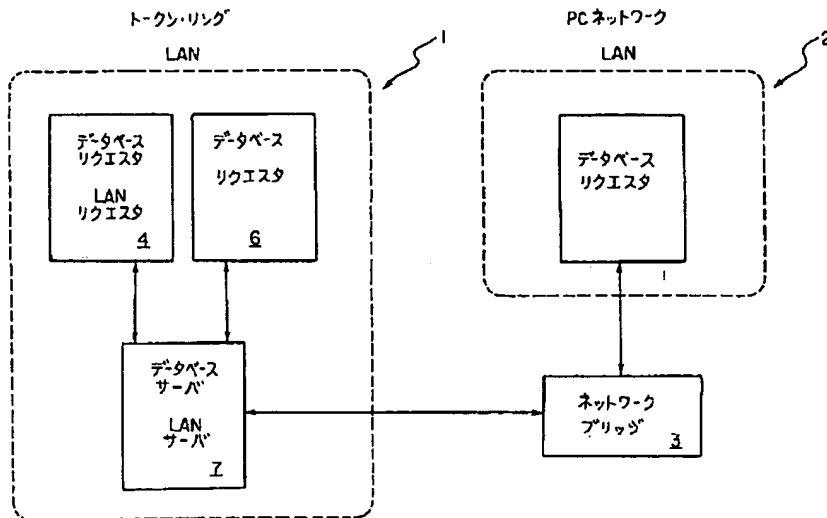 トークン・リング
LAN
1
データベース
リクエスタ
LAN
リクエスタ
4
データベース
リクエスタ
6
データベース
サーバ
LAN
サーバ
7
PCネットワーク
LAN
2
データベース
リクエスタ
ネットワーク
ブリッジ
3